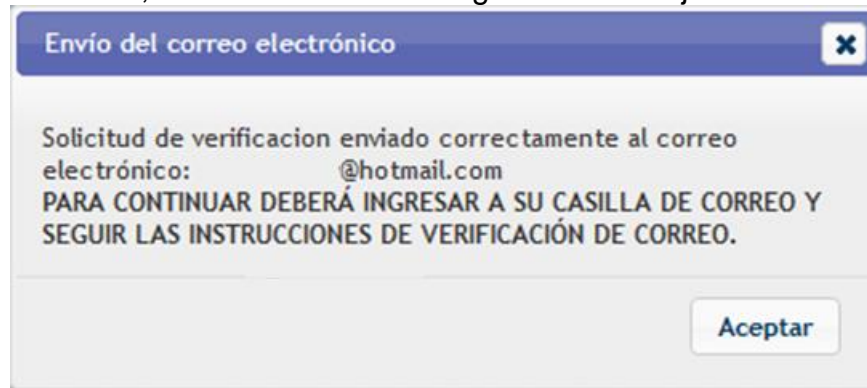 Envío del correo electrónico
Solicitud de verificacion enviado correctamente al correo
electrónico: @hotmail.com
PARA CONTINUAR DEBERÁ INGRESAR A SU CASILLA DE CORREO Y
SEGUIR LAS INSTRUCCIONES DE VERIFICACIÓN DE CORREO.
Aceptar